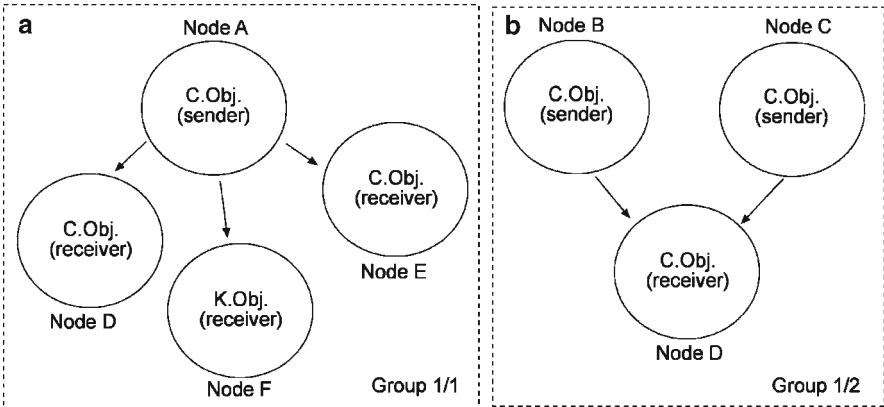 a
Node A
C.Obj.
(sender)
C.Obj.
(receiver)
Node D
K.Obj.
(receiver)
Node F
C.Obj.
(receiver)
Node E
Group 1/1
b
Node B
C.Obj.
(sender)
Node C
C.Obj.
(sender)
C.Obj.
(receiver)
Node D
Group 1/2